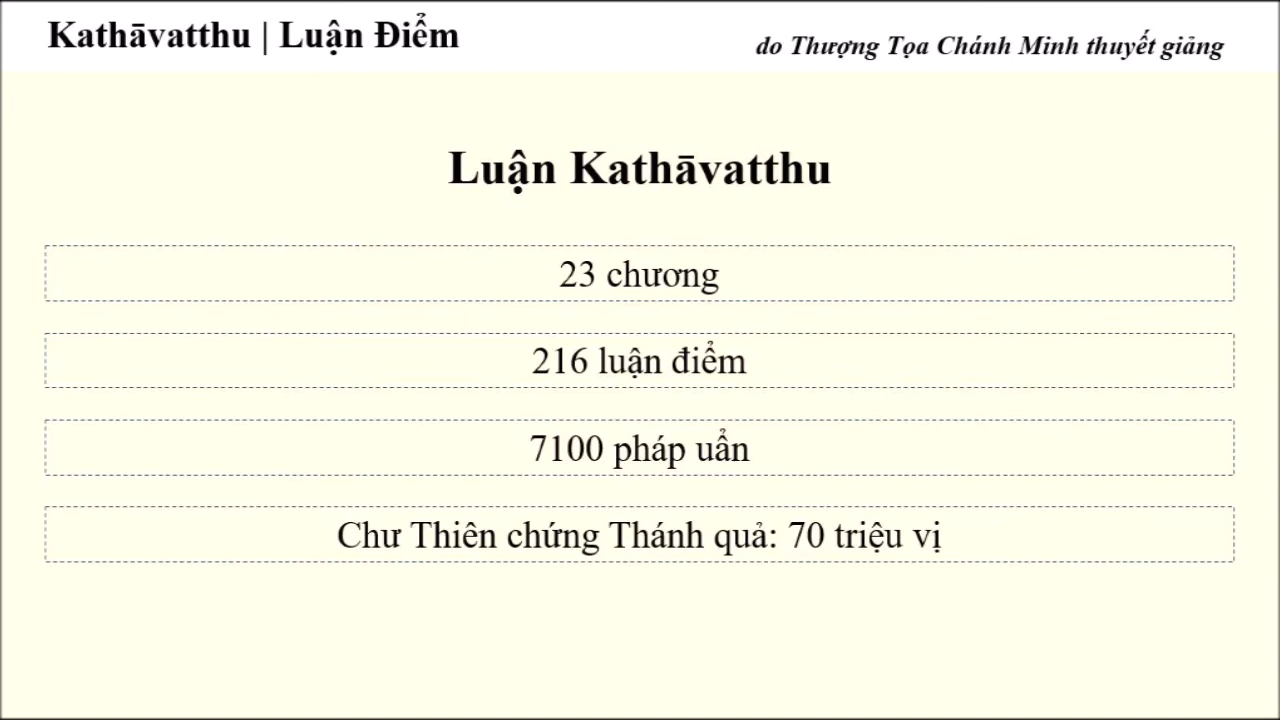 Kathāvatthu | Luận Điểm
do Thượng Tọa Chánh Minh thuyết giảng
Luận Kathāvatthu
23 chương
216 luận điểm
7100 pháp uẩn
Chư Thiên chứng Thánh quả: 70 triệu vị